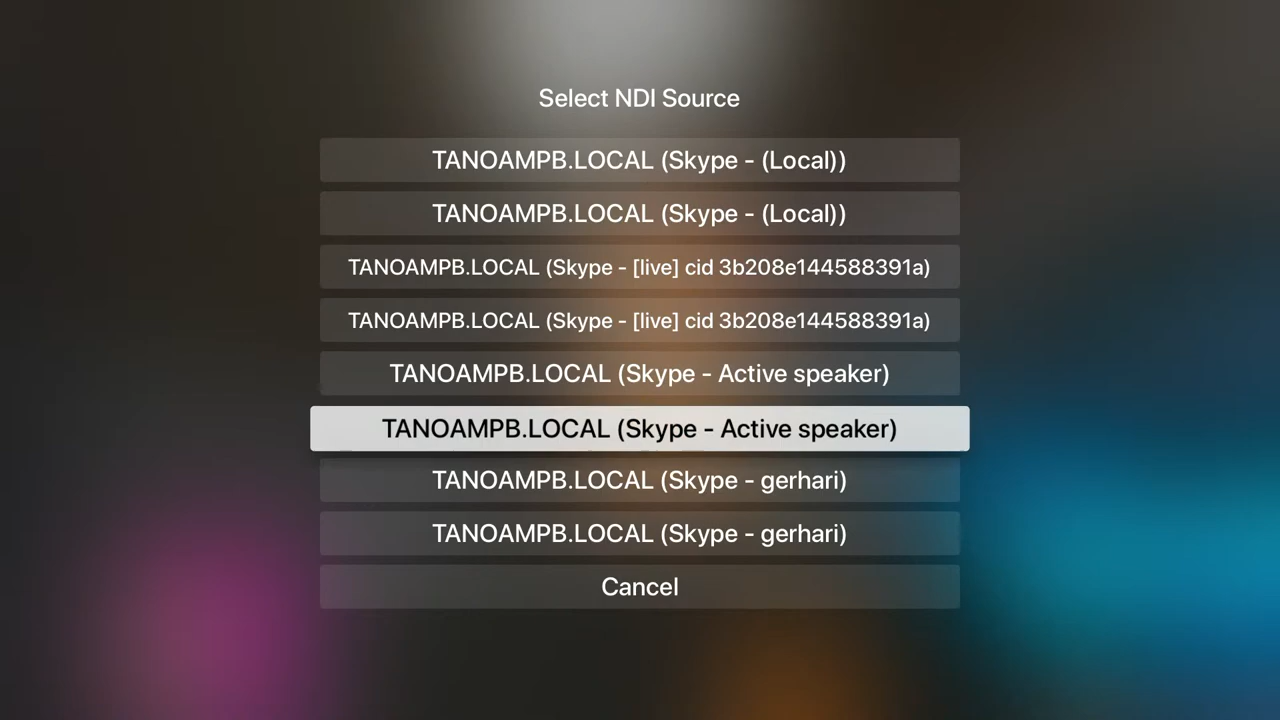 Select NDI Source
TANOAMPB.LOCAL (Skype - (Local))
TANOAMPB.LOCAL (Skype - (Local))
TANOAMPB.LOCAL (Skype - [live] cid 3b208e144588391a)
TANOAMPB.LOCAL (Skype - [live] cid 3b208e144588391a)
TANOAMPB.LOCAL (Skype - Active speaker)
TANOAMPB.LOCAL (Skype - Active speaker)
TANOAMPB.LOCAL (Skype - gerhari)
TANOAMPB.LOCAL (Skype - gerhari)
Cancel